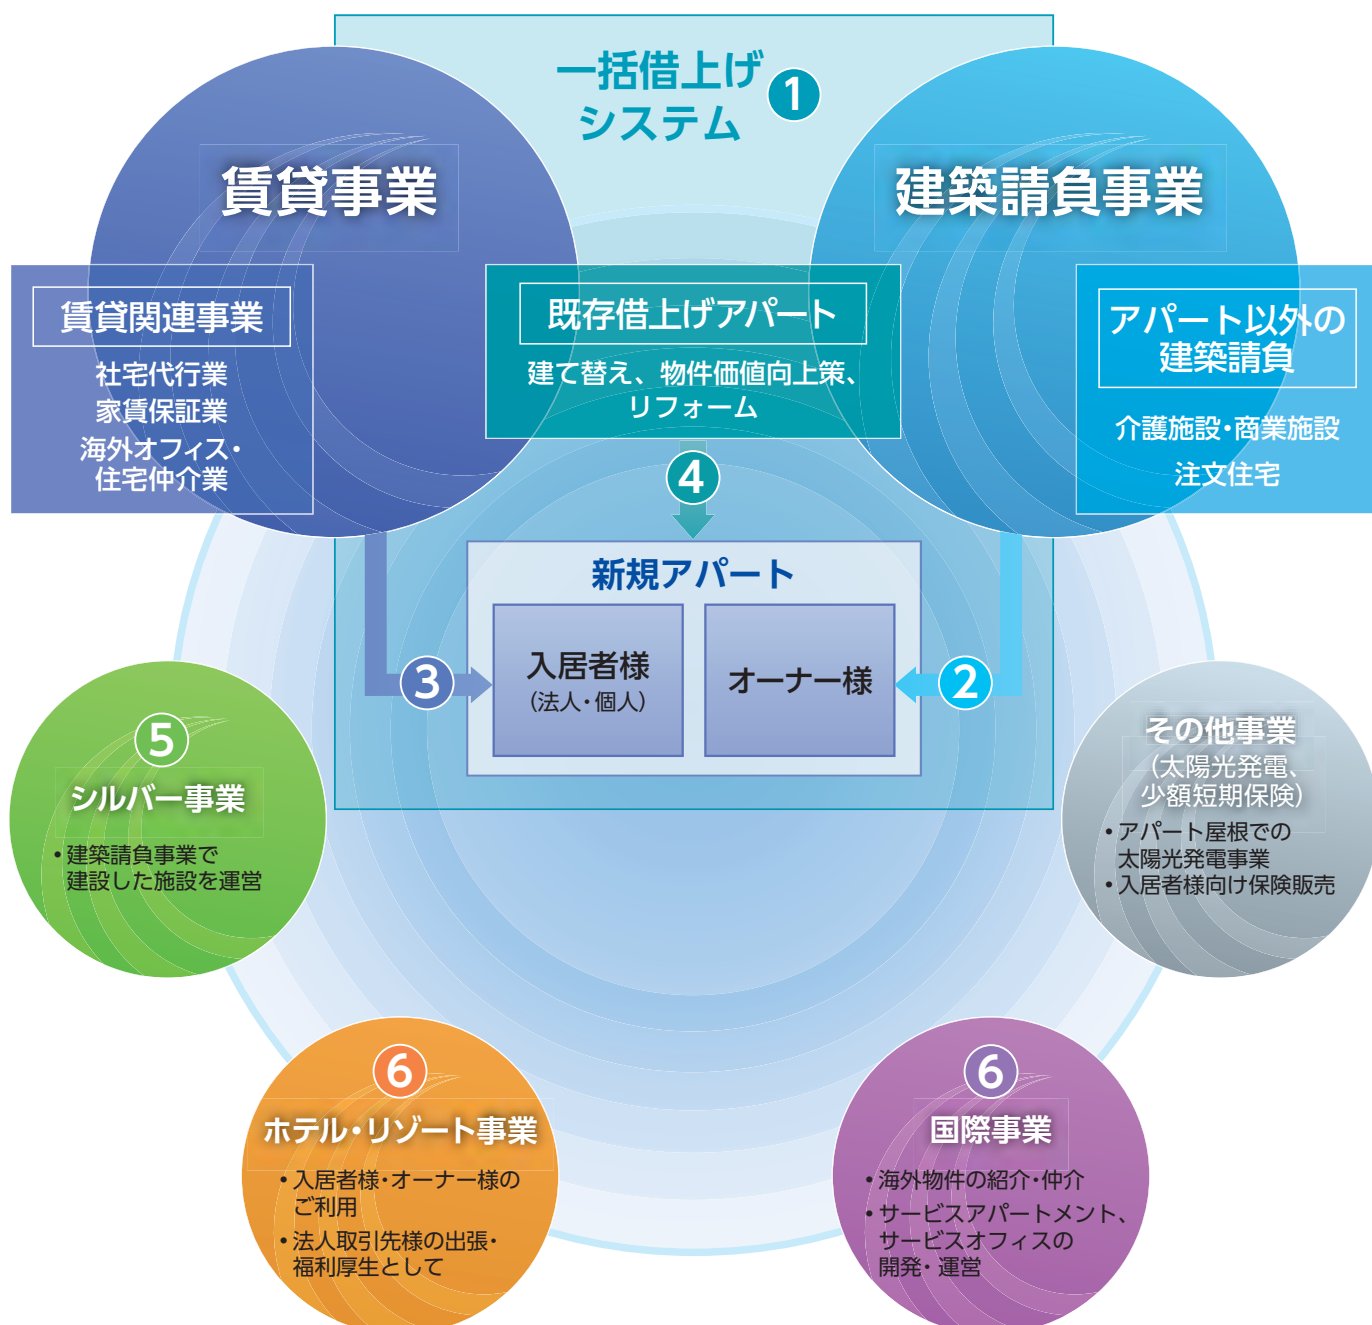 一括借上げ
システム
1
賃貸事業
建築請負事業
賃貸関連事業
社宅代行業
家賃保証業
海外オフィス・
住宅仲介業
既存借上げアパート
建て替え、物件価値向上策、
リフォーム
アパート以外の
建築請負
介護施設・商業施設
注文住宅
4
新規アパート
入居者様
(法人・個人)
オーナー様
3
2
5
シルバー事業
・建築請負事業で
建設した施設を運営
その他事業
(太陽光発電、
少額短期保険)
・アパート屋根での
太陽光発電事業
・入居者様向け保険販売
6
ホテル・リゾート事業
・入居者様・オーナー様の
ご利用
・法人取引先様の出張・
福利厚生として
6
国際事業
・海外物件の紹介・仲介
・サービスアパートメント、
サービスオフィスの
開発・運営